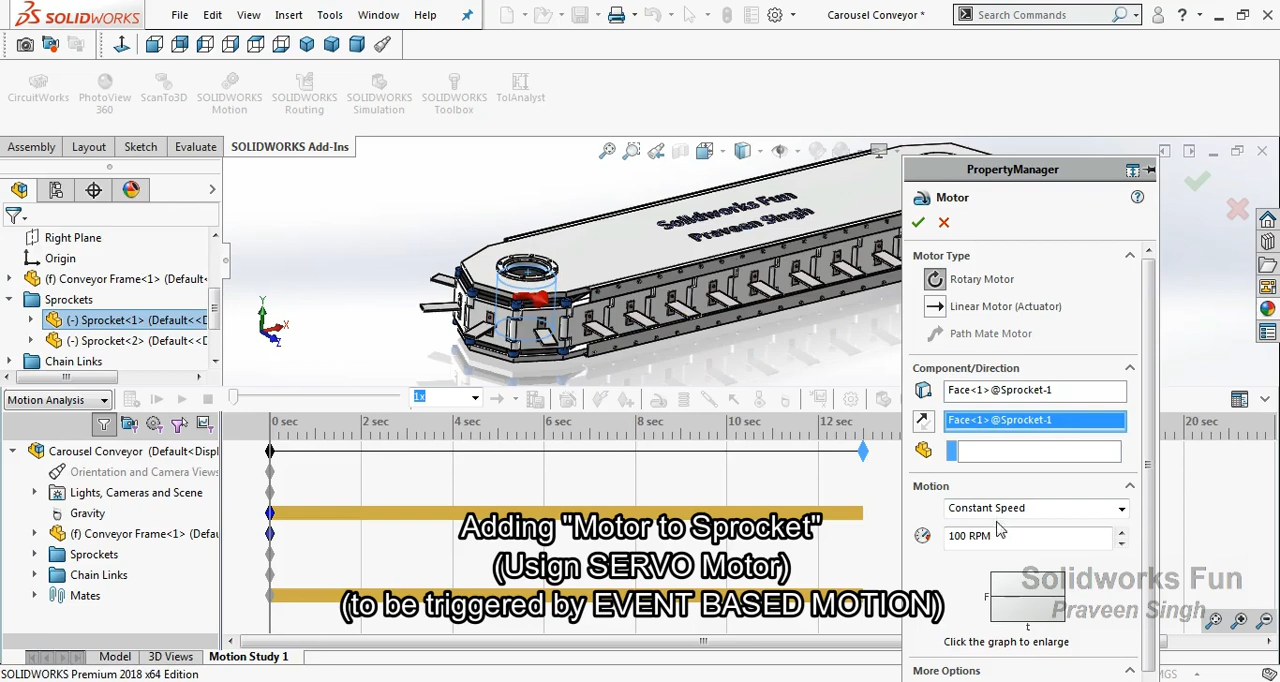 SOLIDWORKS
File
Edit
View
Insert
Tools
Window
Help
Carousel Conveyor *
Search Commands
CircuitWorks
PhotoView
360
ScanTo3D
SOLIDWORKS
Motion
SOLIDWORKS
Routing
SOLIDWORKS
Simulation
SOLIDWORKS
Toolbox
TolAnalyst
Assembly
Layout
Sketch
Evaluate
SOLIDWORKS Add-Ins
Right Plane
Origin
(f) Conveyor Frame<1> (Default<
Sprockets
(-) Sprocket<1> (Default<<D
(-) Sprocket<2> (Default<<D
Chain Links
Solidworks Fun
Praveen Singh
Y
X
Z
PropertyManager
Motor
Motor Type
Rotary Motor
Linear Motor (Actuator)
Path Mate Motor
Component/Direction
Face<1>@Sprocket-1
Face<1>@Sprocket-1
Motion
Constant Speed
100 RPM
F
t
Click the graph to enlarge
More Options
Motion Analysis
1x
0 sec
2 sec
4 sec
6 sec
8 sec
10 sec
12 sec
20 sec
Carousel Conveyor (Default<Displ
Orientation and Camera Views
Lights, Cameras and Scene
Gravity
(f) Conveyor Frame<1> (Defau
Sprockets
Chain Links
Mates
Adding "Motor to Sprocket"
(Usign SERVO Motor)
(to be triggered by EVENT BASED MOTION)
Solidworks Fun
Praveen Singh
Model
3D Views
Motion Study 1
SOLIDWORKS Premium 2018 x64 Edition
MGS